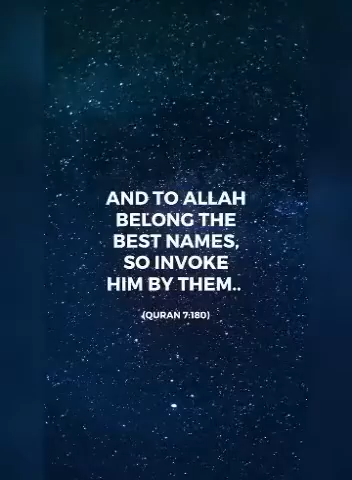 AND TO ALLAH
BELONG THE
BEST NAMES,
SO INVOKE
HIM BY THEM..
(QURAN 7:180)